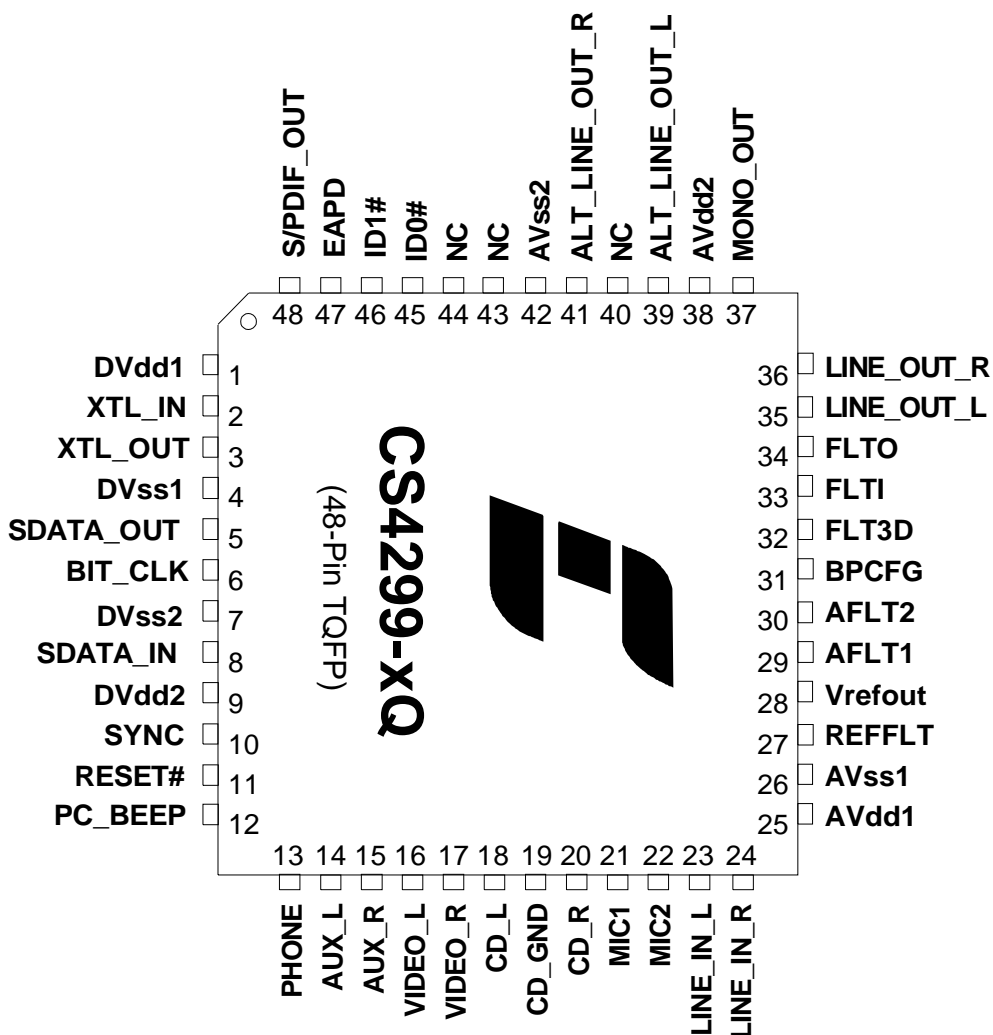 S/PDIF_OUT
EAPD
ID1#
ID0#
NC
NC
AVss2
ALT_LINE_OUT_R
NC
ALT_LINE_OUT_L
AVdd2
MONO_OUT
48 47 46 45 44 43 42 41 40 39 38 37
DVdd1 1
XTL_IN 2
XTL_OUT 3
DVss1 4
SDATA_OUT 5
BIT_CLK 6
DVss2 7
SDATA_IN 8
DVdd2 9
SYNC 10
RESET# 11
PC_BEEP 12
CS4299-xQ
(48-Pin TQFP)
36 LINE_OUT_R
35 LINE_OUT_L
34 FLTO
33 FLTI
32 FLT3D
31 BPCFG
30 AFLT2
29 AFLT1
28 Vrefout
27 REFFLT
26 AVss1
25 AVdd1
13 14 15 16 17 18 19 20 21 22 23 24
PHONE
AUX_L
AUX_R
VIDEO_L
VIDEO_R
CD_L
CD_GND
CD_R
MIC1
MIC2
LINE_IN_L
LINE_IN_R